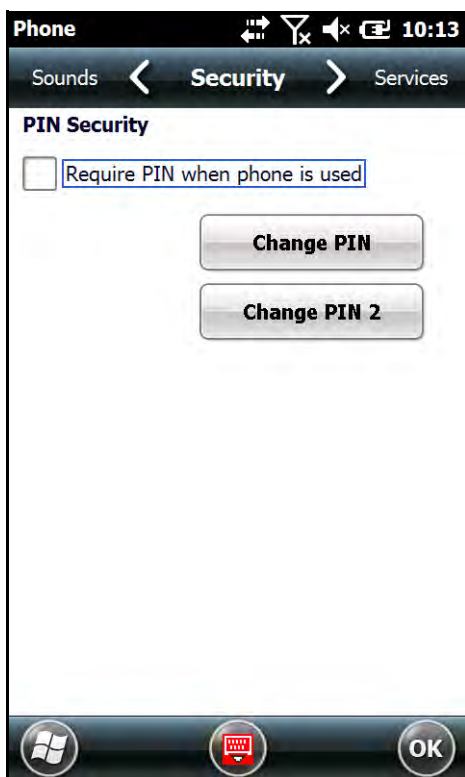 Phone 10:13
Sounds Security Services
PIN Security
Require PIN when phone is used
Change PIN
Change PIN 2
OK